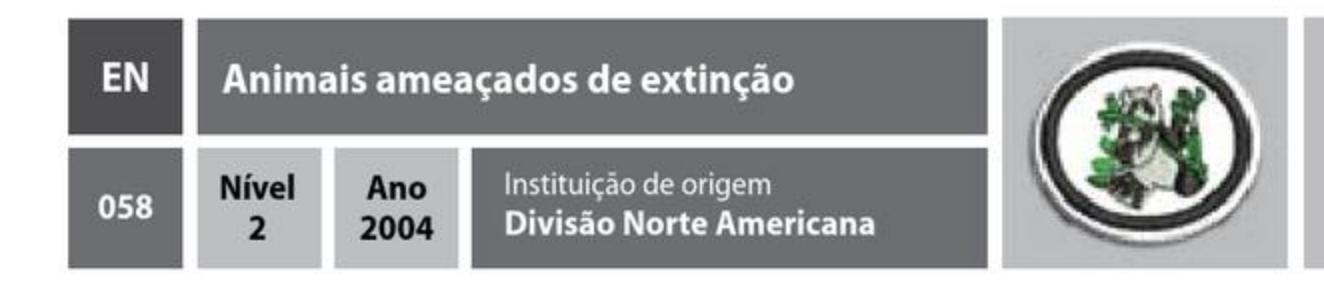 EN
Animais ameaçados de extinção
058
Nível
2
Ano
2004
Instituição de origem
Divisão Norte Americana